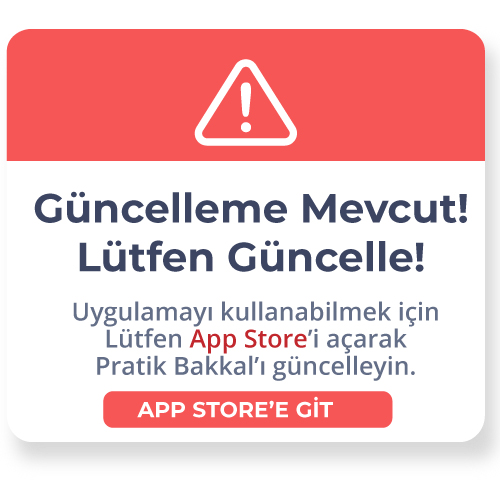 Güncelleme Mevcut!
Lütfen Güncelle!
Uygulamayı kullanabilmek için
Lütfen App Store’i açarak
Pratik Bakkal’ı güncelleyin.
APP STORE’E GİT